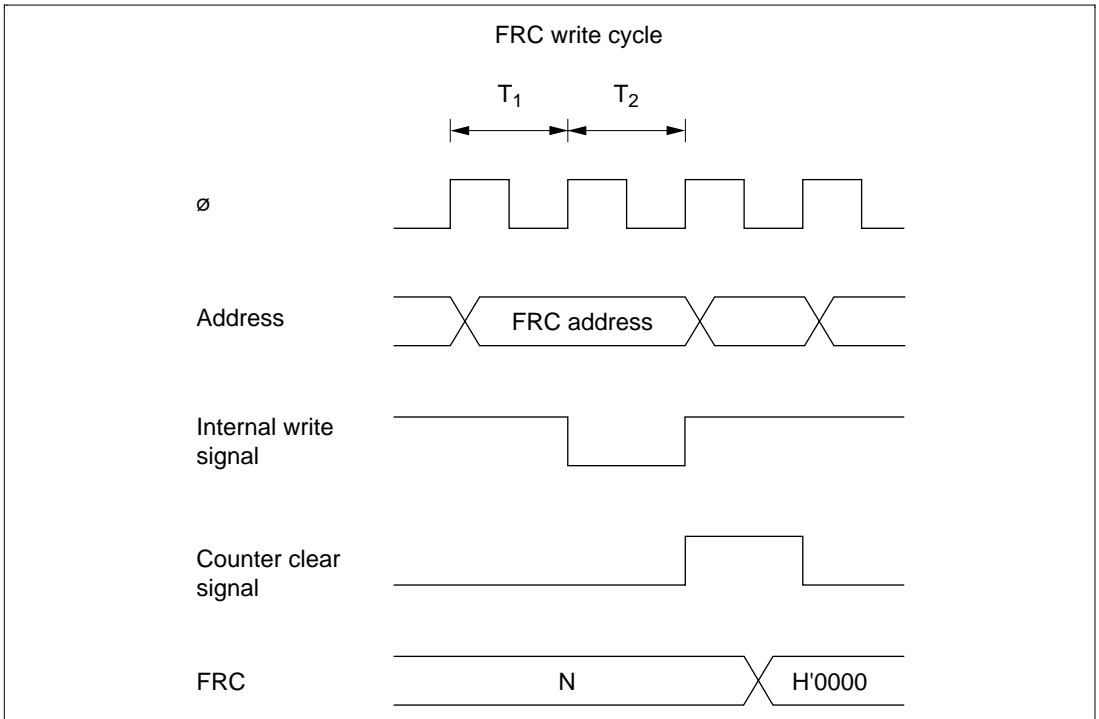 FRC write cycle
T1 T2
ø
Address
FRC address
Internal write
signal
Counter clear
signal
FRC
N
H'0000